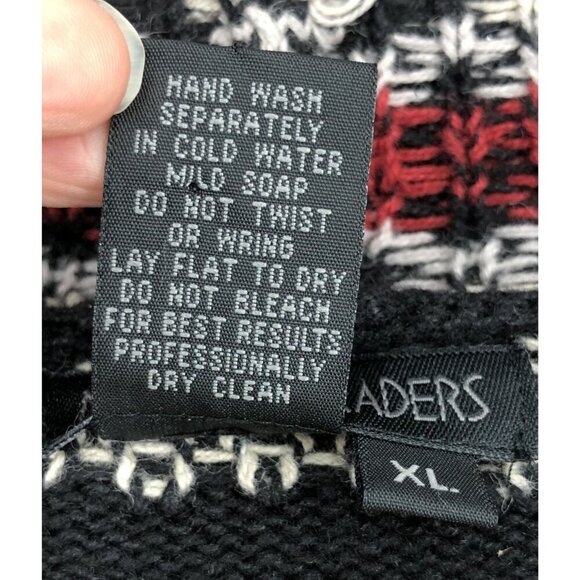 HAND WASH
SEPARATELY
IN COLD WATER
MILD SOAP
DO NOT TWIST
OR WRING
LAY FLAT TO DRY
DO NOT BLEACH
FOR BEST RESULTS
PROFESSIONALLY
DRY CLEAN
ADERS
XL.